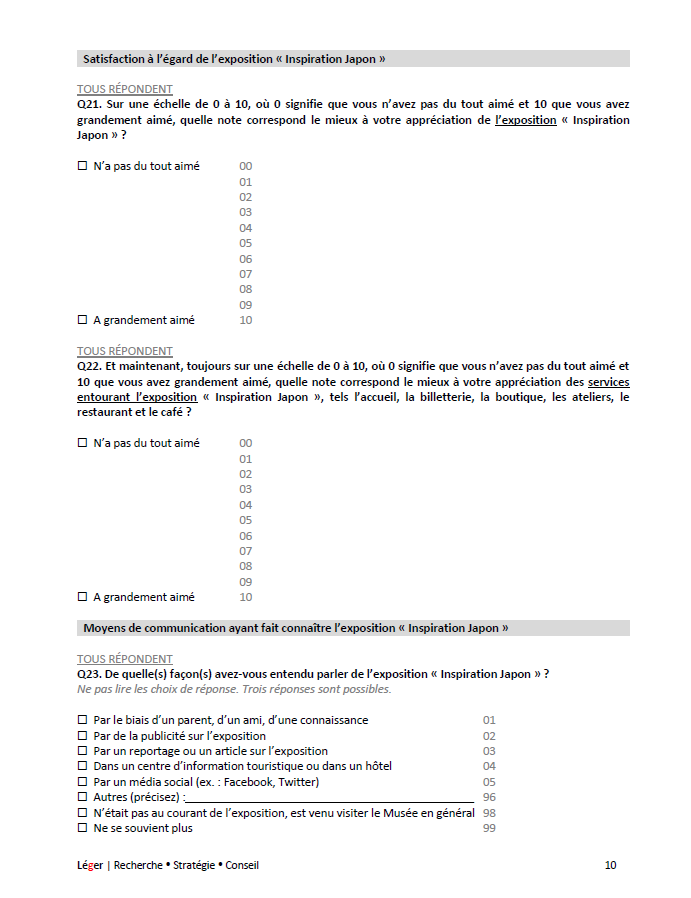 Satisfaction à l’égard de l’exposition « Inspiration Japon »
TOUS RÉPONDENT
Q21. Sur une échelle de 0 à 10, où 0 signifie que vous n’avez pas du tout aimé et 10 que vous avez
grandement aimé, quelle note correspond le mieux à votre appréciation de l’exposition « Inspiration
Japon » ?
☐ N’a pas du tout aimé 00
01
02
03
04
05
06
07
08
09
☐ A grandement aimé 10
TOUS RÉPONDENT
Q22. Et maintenant, toujours sur une échelle de 0 à 10, où 0 signifie que vous n’avez pas du tout aimé et
10 que vous avez grandement aimé, quelle note correspond le mieux à votre appréciation des services
entourant l’exposition « Inspiration Japon », tels l’accueil, la billetterie, la boutique, les ateliers, le
restaurant et le café ?
☐ N’a pas du tout aimé 00
01
02
03
04
05
06
07
08
09
☐ A grandement aimé 10
Moyens de communication ayant fait connaître l’exposition « Inspiration Japon »
TOUS RÉPONDENT
Q23. De quelle(s) façon(s) avez-vous entendu parler de l’exposition « Inspiration Japon » ?
Ne pas lire les choix de réponse. Trois réponses sont possibles.
☐ Par le biais d’un parent, d’un ami, d’une connaissance 01
☐ Par de la publicité sur l’exposition 02
☐ Par un reportage ou un article sur l’exposition 03
☐ Dans un centre d’information touristique ou dans un hôtel 04
☐ Par un média social (ex. : Facebook, Twitter) 05
☐ Autres (précisez) :____________________ 96
☐ N’était pas au courant de l’exposition, est venu visiter le Musée en général 98
☐ Ne se souvient plus 99
Léger | Recherche • Stratégie • Conseil 10